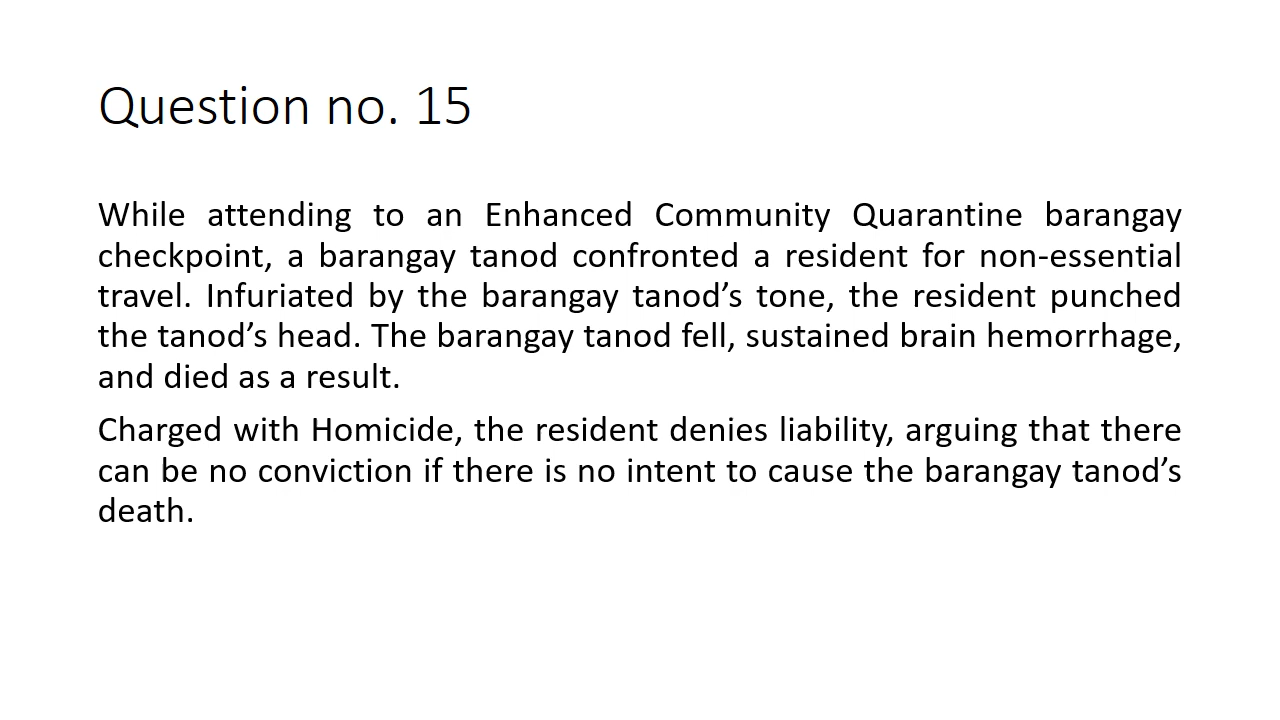 Question no. 15
While attending to an Enhanced Community Quarantine barangay
checkpoint, a barangay tanod confronted a resident for non-essential
travel. Infuriated by the barangay tanod’s tone, the resident punched
the tanod’s head. The barangay tanod fell, sustained brain hemorrhage,
and died as a result.
Charged with Homicide, the resident denies liability, arguing that there
can be no conviction if there is no intent to cause the barangay tanod’s
death.